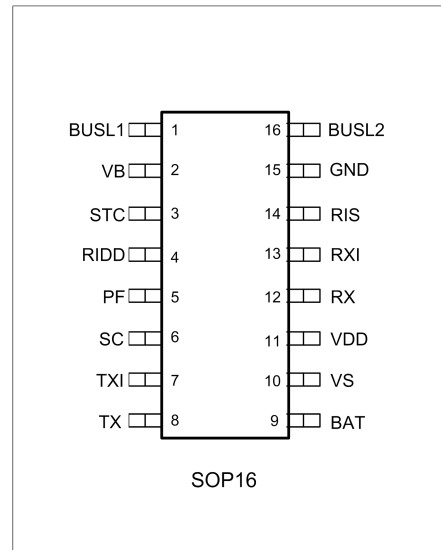 BUSL1 1 16 BUSL2
VB 2 15 GND
STC 3 14 RIS
RIDD 4 13 RXI
PF 5 12 RX
SC 6 11 VDD
TXI 7 10 VS
TX 8 9 BAT
SOP16